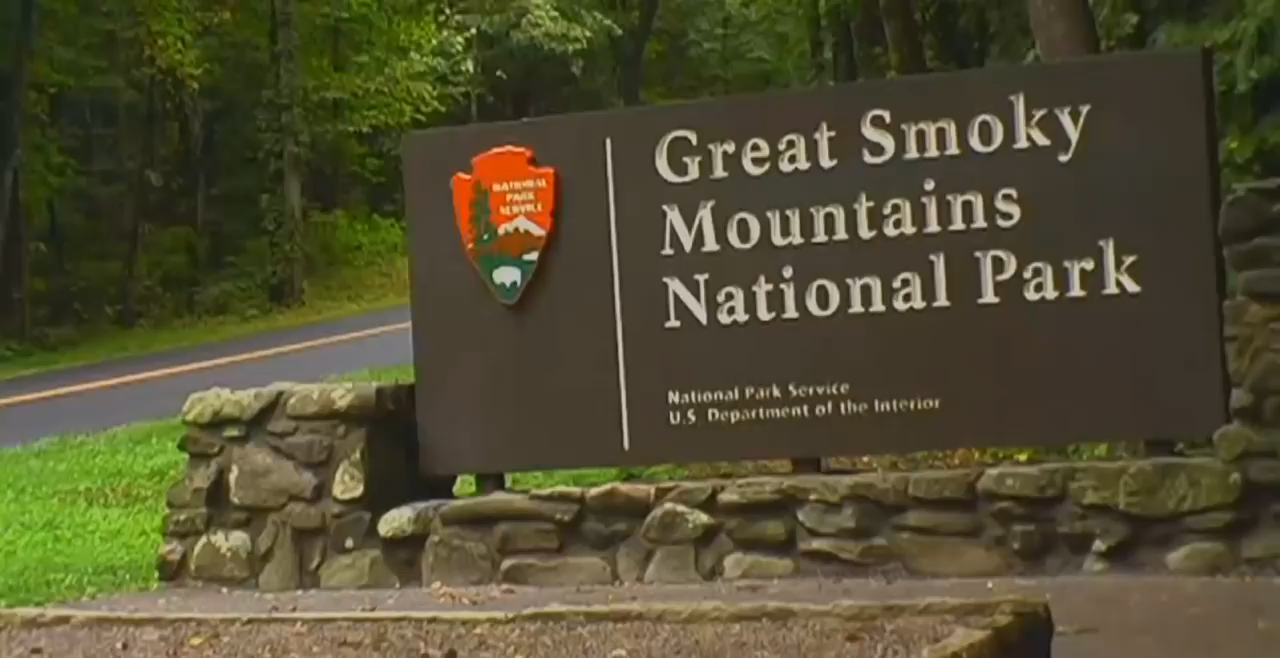 NATIONAL
PARK
SERVICE
Great Smoky
Mountains
National Park
National Park Service
U.S. Department of the Interior